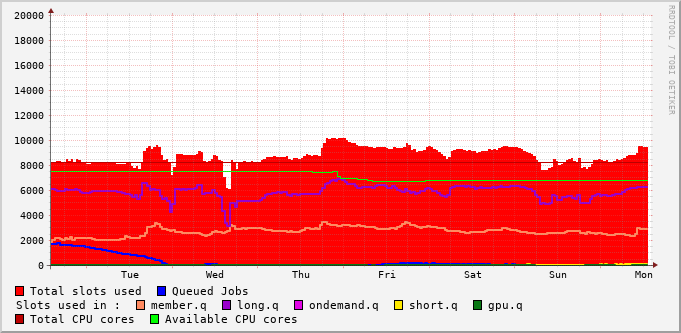 20000
18000
16000
14000
12000
10000
8000
6000
4000
2000
0
Tue Wed Thu Fri Sat Sun Mon
Total slots used Queued Jobs
Slots used in : member.q long.q ondemand.q short.q gpu.q
Total CPU cores Available CPU cores
RRDTOOL / TOBI OETIKER